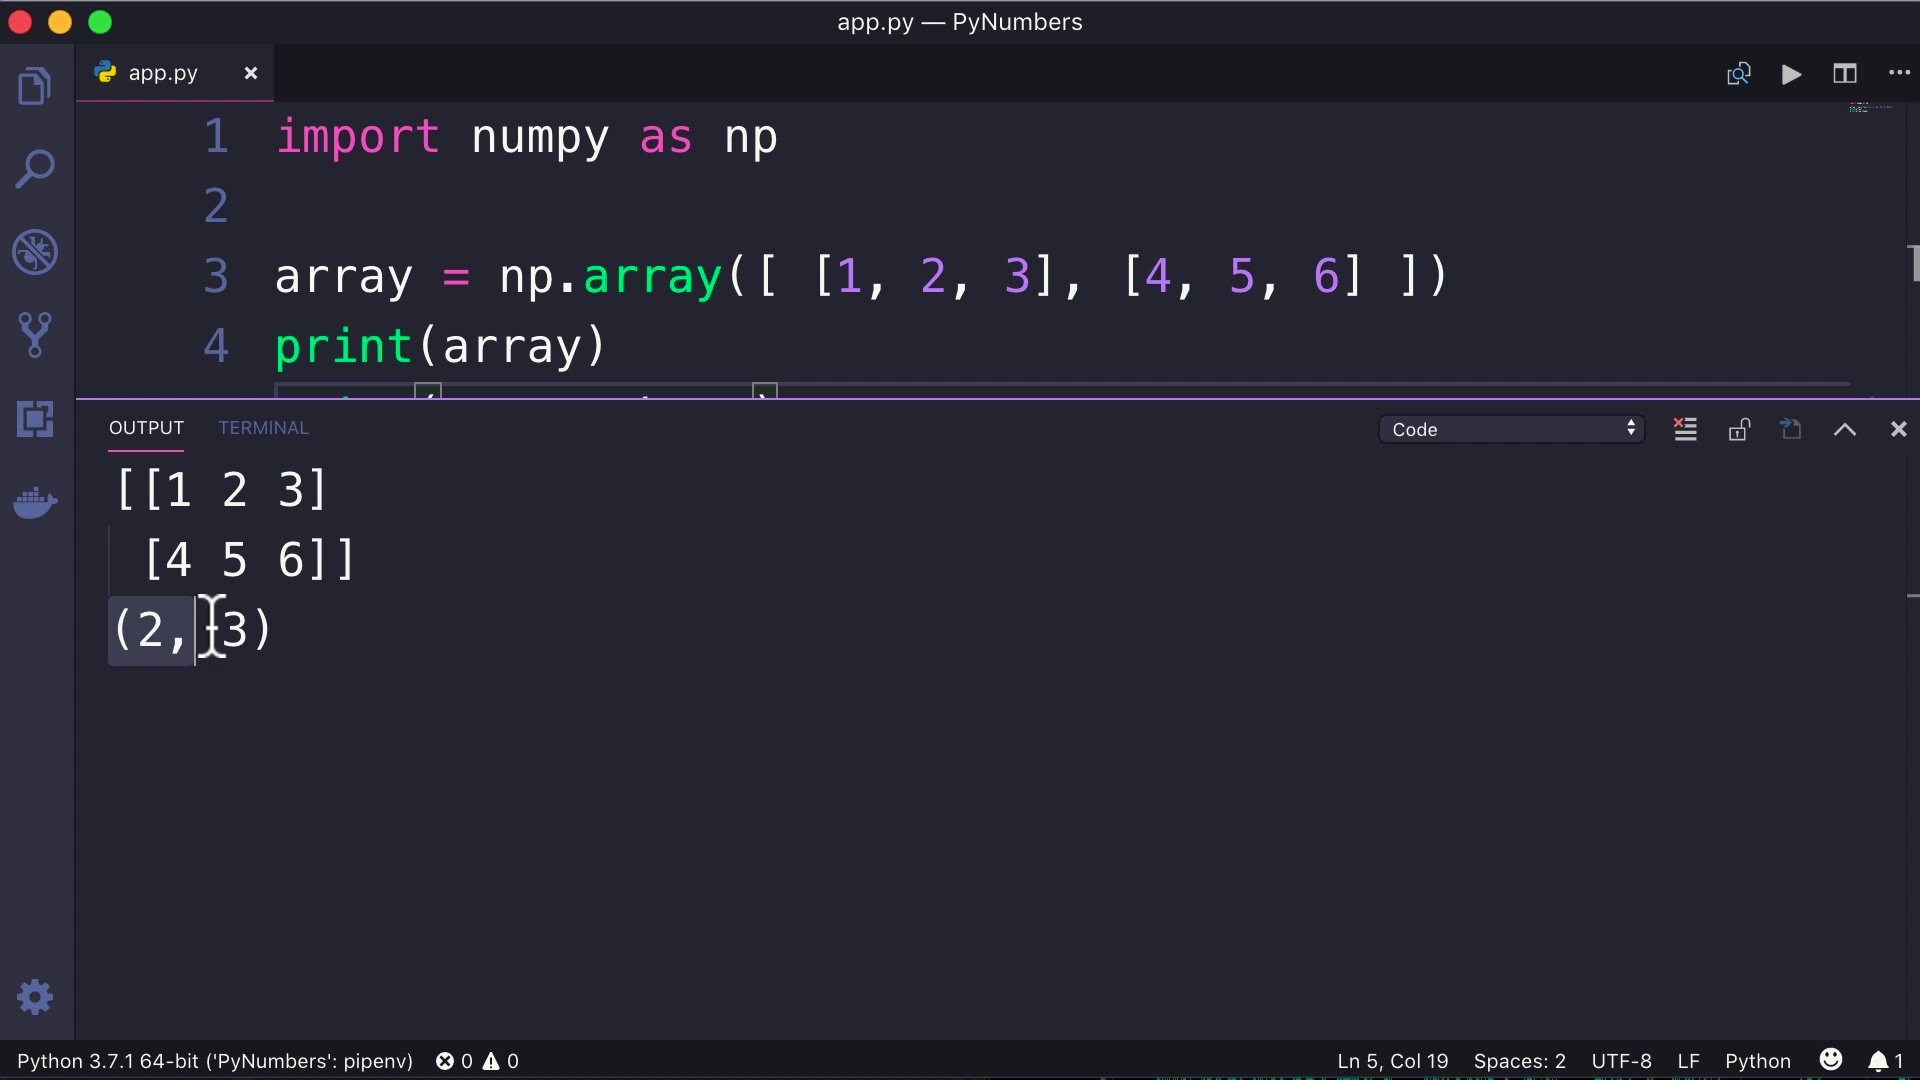 app.py — PyNumbers
app.py
1 import numpy as np
2
3 array = np.array([ [1, 2, 3], [4, 5, 6] ])
4 print(array)
OUTPUT TERMINAL
Code
[[1 2 3]
[4 5 6]]
(2, 3)
Python 3.7.1 64-bit ('PyNumbers': pipenv) 0 0
Ln 5, Col 19 Spaces: 2 UTF-8 LF Python 1